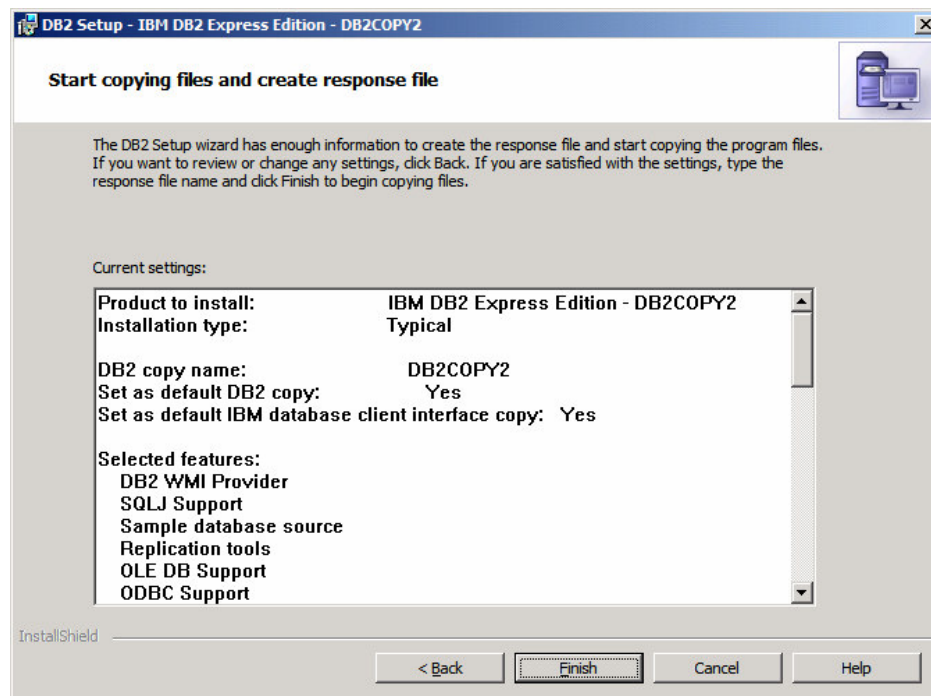 DB2 Setup - IBM DB2 Express Edition - DB2COPY2
Start copying files and create response file
The DB2 Setup wizard has enough information to create the response file and start copying the program files.
If you want to review or change any settings, click Back. If you are satisfied with the settings, type the
response file name and click Finish to begin copying files.
Current settings:
Product to install: IBM DB2 Express Edition - DB2COPY2
Installation type: Typical
DB2 copy name: DB2COPY2
Set as default DB2 copy: Yes
Set as default IBM database client interface copy: Yes
Selected features:
DB2 WMI Provider
SQLJ Support
Sample database source
Replication tools
OLE DB Support
ODBC Support
InstallShield
< Back Finish Cancel Help